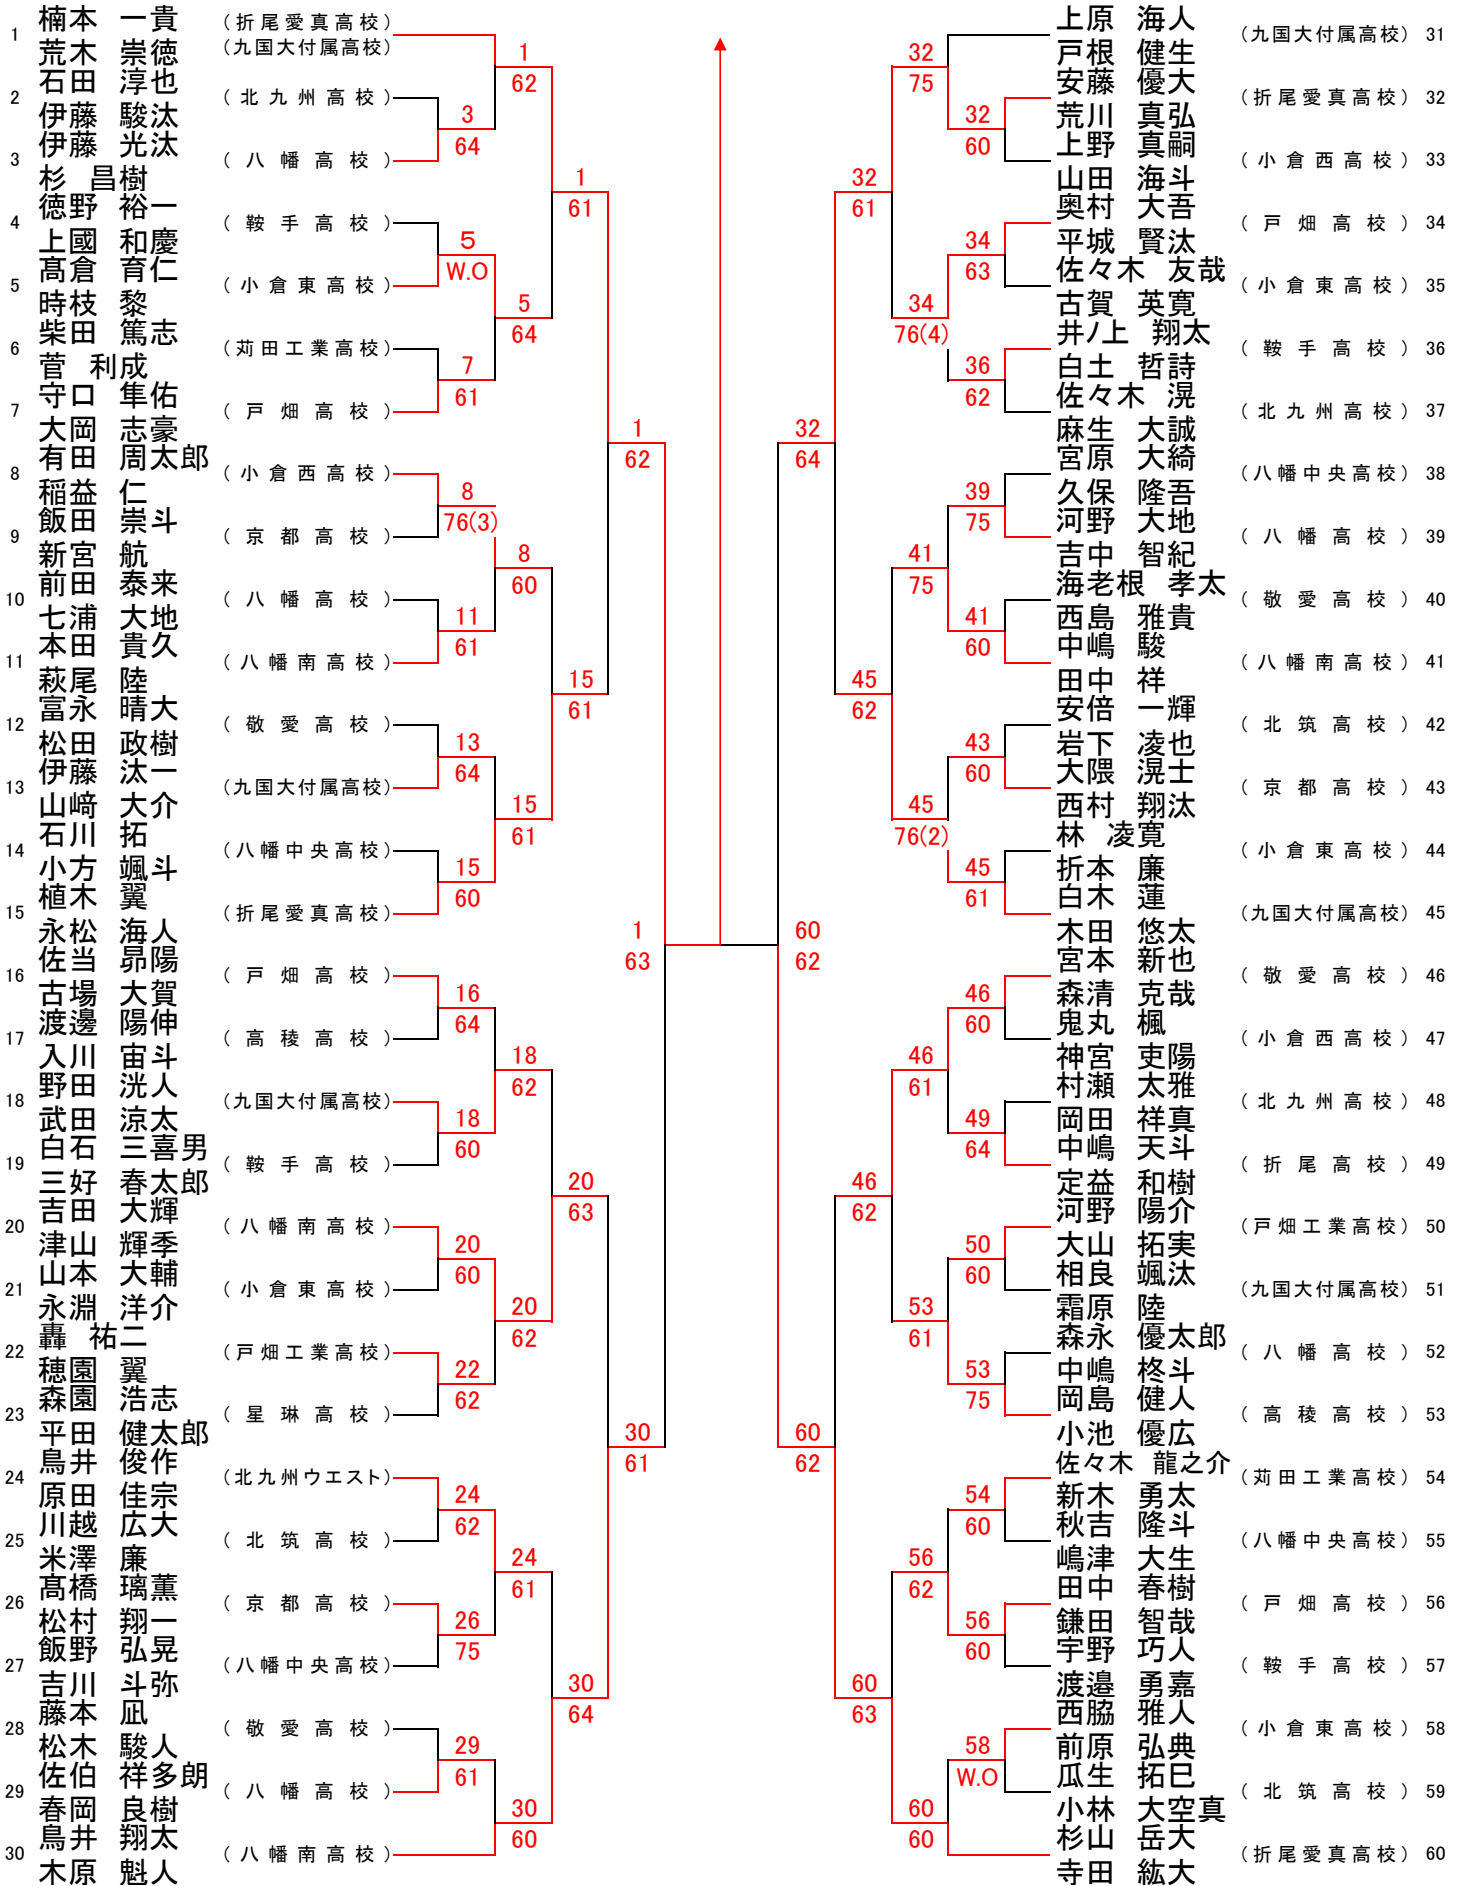 1 楠本 一貴 (折尾愛真高校)
荒木 崇徳 (九国大付属高校)
2 石田 淳也 (北九州高校)
伊藤 駿汰
3 伊藤 光汰 (八幡高校)
杉 昌樹
4 徳野 裕一 (鞍手高校)
上國 和慶
5 髙倉 育仁 (小倉東高校)
時枝 黎
6 柴田 篤志 (苅田工業高校)
菅 利成
7 守口 隼佑 (戸畑高校)
大岡 志豪
8 有田 周太郎 (小倉西高校)
稲益 仁
9 飯田 崇斗 (京都高校)
新宮 航
10 前田 泰来 (八幡高校)
七浦 大地
11 本田 貴久 (八幡南高校)
萩尾 陸
12 富永 晴大 (敬愛高校)
松田 政樹
13 伊藤 汰一 (九国大付属高校)
山﨑 大介
14 石川 拓 (八幡中央高校)
小方 颯斗
15 植木 翼 (折尾愛真高校)
永松 海人
16 佐当 昴陽 (戸畑高校)
古場 大賀
17 渡邊 陽伸 (高稜高校)
入川 宙斗
18 野田 洸人 (九国大付属高校)
武田 涼太
19 白石 三喜男 (鞍手高校)
三好 春太郎
20 吉田 大輝 (八幡南高校)
津山 輝季
21 山本 大輔 (小倉東高校)
永淵 洋介
22 轟 祐二 (戸畑工業高校)
穂園 翼
23 森園 浩志 (星琳高校)
平田 健太郎
24 鳥井 俊作 (北九州ウエスト)
原田 佳宗
25 川越 広大 (北筑高校)
米澤 廉
26 髙橋 璃薫 (京都高校)
松村 翔一
27 飯野 弘晃 (八幡中央高校)
吉川 斗弥
28 藤本 凪 (敬愛高校)
松木 駿人
29 佐伯 祥多朗 (八幡高校)
春岡 良樹
30 鳥井 翔太 (八幡南高校)
木原 魁人
3
64
5
W.O
7
61
8
76(3)
11
61
13
64
15
60
16
64
18
60
20
60
22
62
24
62
26
75
29
61
1
62
5
64
8
60
15
61
18
62
20
62
24
61
30
60
1
61
15
61
20
63
30
64
1
62
30
61
1
63
60
62
32
64
60
62
32
61
45
62
46
62
60
63
32
75
34
76(4)
41
75
45
76(2)
46
61
53
61
56
62
60
60
32
60
34
63
36
62
39
75
41
60
43
60
45
61
46
60
49
64
50
60
53
75
54
60
56
60
58
W.O
上原 海人 (九国大付属高校) 31
戸根 健生
安藤 優大 (折尾愛真高校) 32
荒川 真弘
上野 真嗣 (小倉西高校) 33
山田 海斗
奥村 大吾 (戸畑高校) 34
平城 賢汰
佐々木 友哉 (小倉東高校) 35
古賀 英寛
井ノ上 翔太 (鞍手高校) 36
白土 哲詩
佐々木 滉 (北九州高校) 37
麻生 大誠
宮原 大綺 (八幡中央高校) 38
久保 隆吾
河野 大地 (八幡高校) 39
吉中 智紀
海老根 孝太 (敬愛高校) 40
西島 雅貴
中嶋 駿 (八幡南高校) 41
田中 祥
安倍 一輝 (北筑高校) 42
岩下 凌也
大隈 滉士 (京都高校) 43
西村 翔汰
林 凌寛 (小倉東高校) 44
折本 廉
白木 蓮 (九国大付属高校) 45
木田 悠太
宮本 新也 (敬愛高校) 46
森清 克哉
鬼丸 楓 (小倉西高校) 47
神宮 吏陽
村瀬 太雅 (北九州高校) 48
岡田 祥真
中嶋 天斗 (折尾高校) 49
定益 和樹
河野 陽介 (戸畑工業高校) 50
大山 拓実
相良 颯汰 (九国大付属高校) 51
霜原 陸
森永 優太郎 (八幡高校) 52
中嶋 柊斗
岡島 健人 (高稜高校) 53
小池 優広
佐々木 龍之介 (苅田工業高校) 54
新木 勇太
秋吉 隆斗 (八幡中央高校) 55
嶋津 大生
田中 春樹 (戸畑高校) 56
鎌田 智哉
宇野 巧人 (鞍手高校) 57
渡邉 勇嘉
西脇 雅人 (小倉東高校) 58
前原 弘典
瓜生 拓巳 (北筑高校) 59
小林 大空真
杉山 岳大 (折尾愛真高校) 60
寺田 紘大